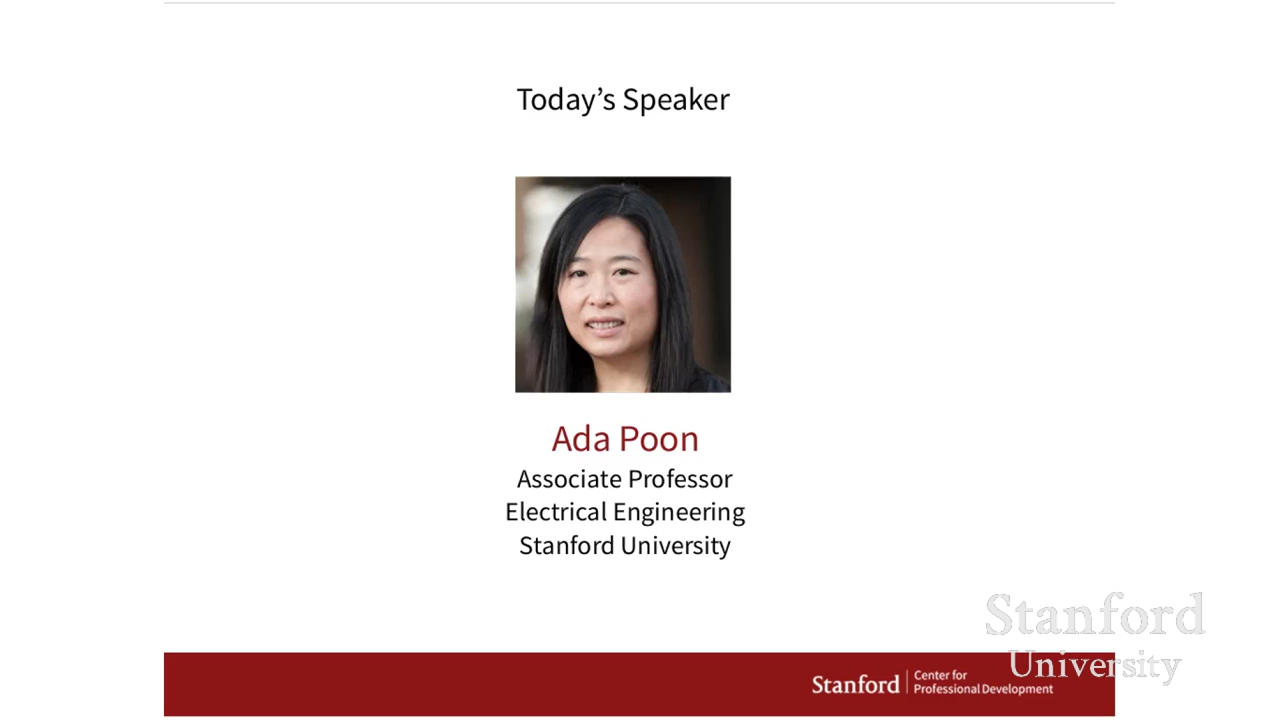 Today’s Speaker
Ada Poon
Associate Professor
Electrical Engineering
Stanford University
Stanford
University
Stanford
Center for
Professional Development